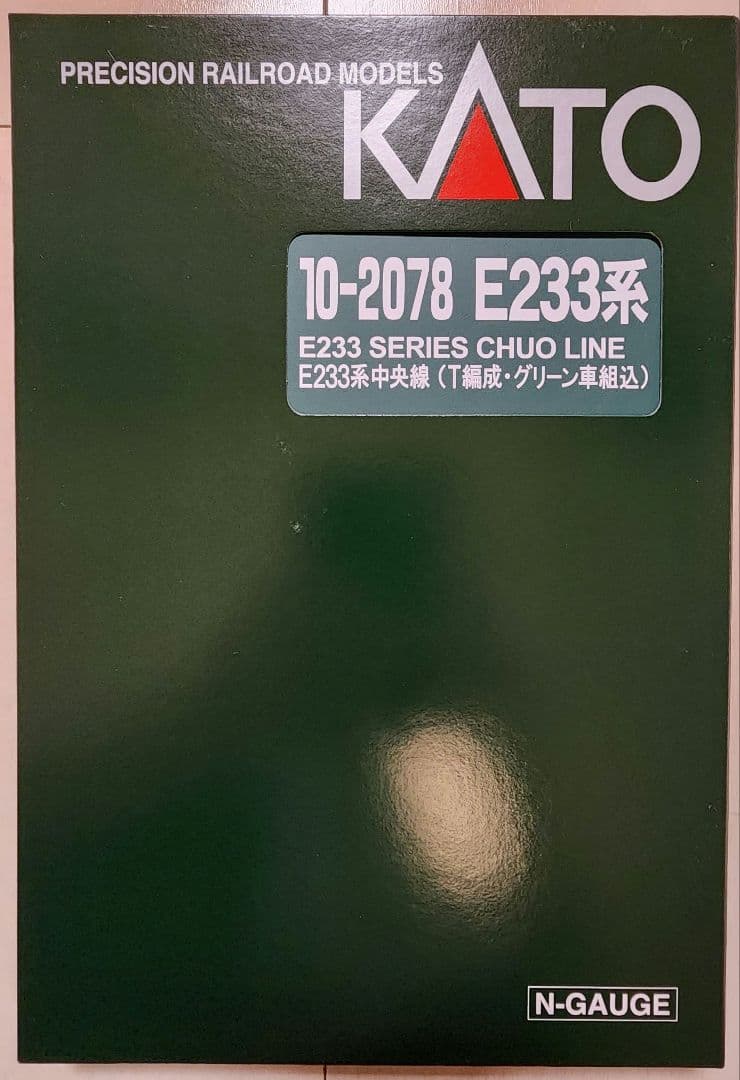 PRECISION RAILROAD MODELS
KATO
10-2078 E233系
E233 SERIES CHUO LINE
E233系中央線（T編成・グリーン車組込）
N-GAUGE